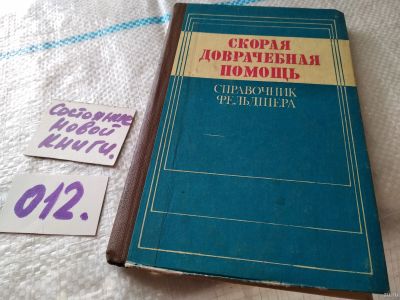 СКОРАЯ
ДОВРАЧЕБНАЯ
ПОМОЩЬ
СПРАВОЧНИК
ФЕЛЬДШЕРА
Состояние
новой
книги.
012.